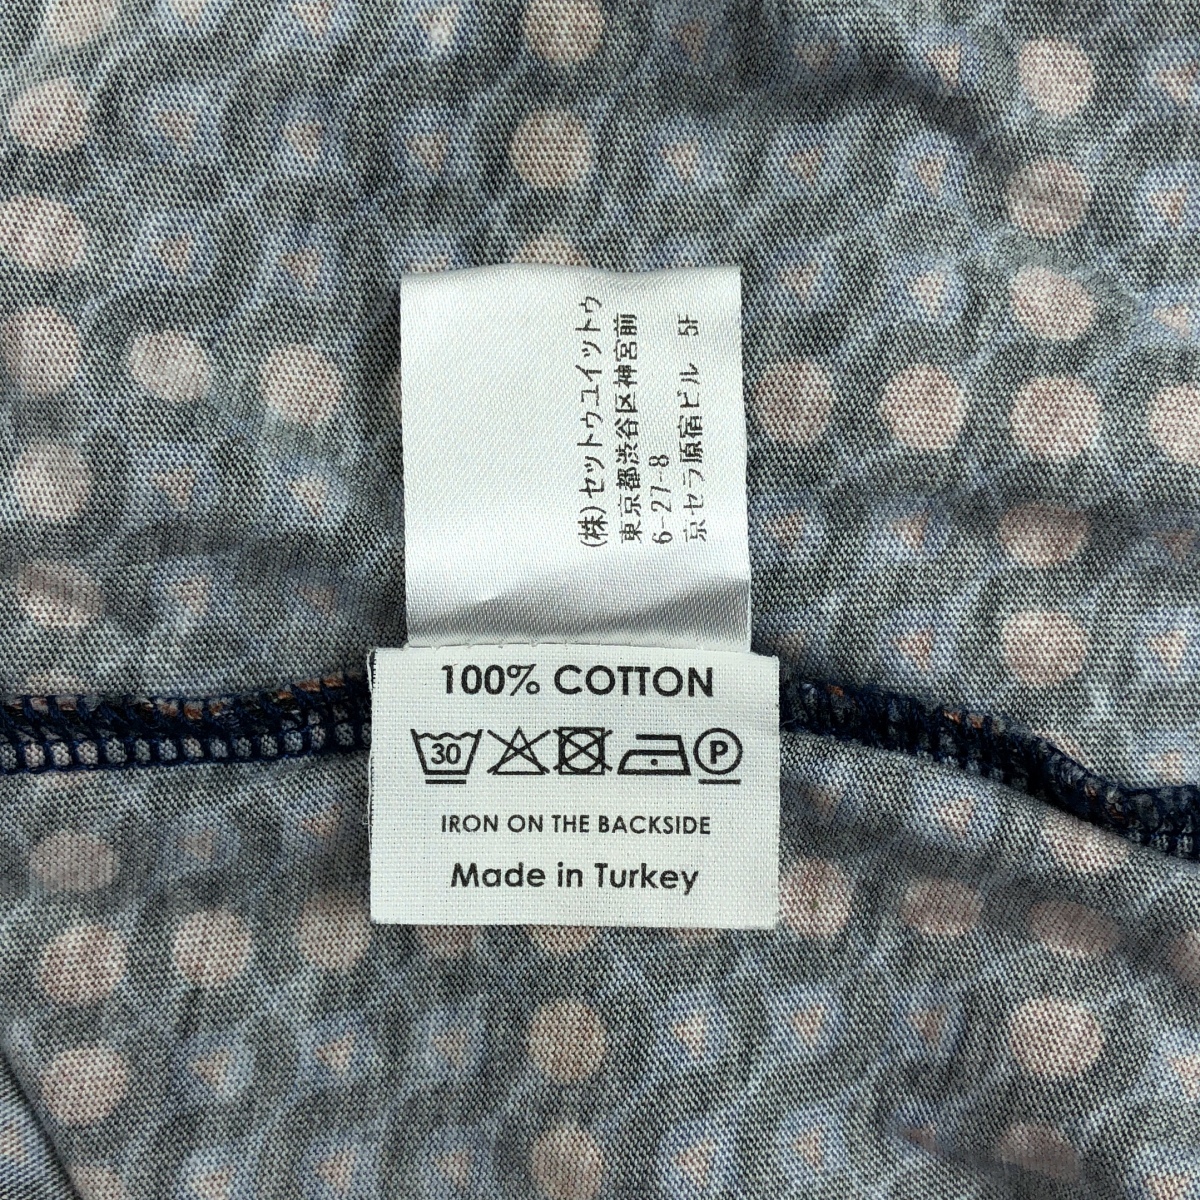 (株)セットゥユイットゥ
東京都渋谷区神宮前
6-27-8
京セラ原宿ビル 5F
100% COTTON
30 P
IRON ON THE BACKSIDE
Made in Turkey